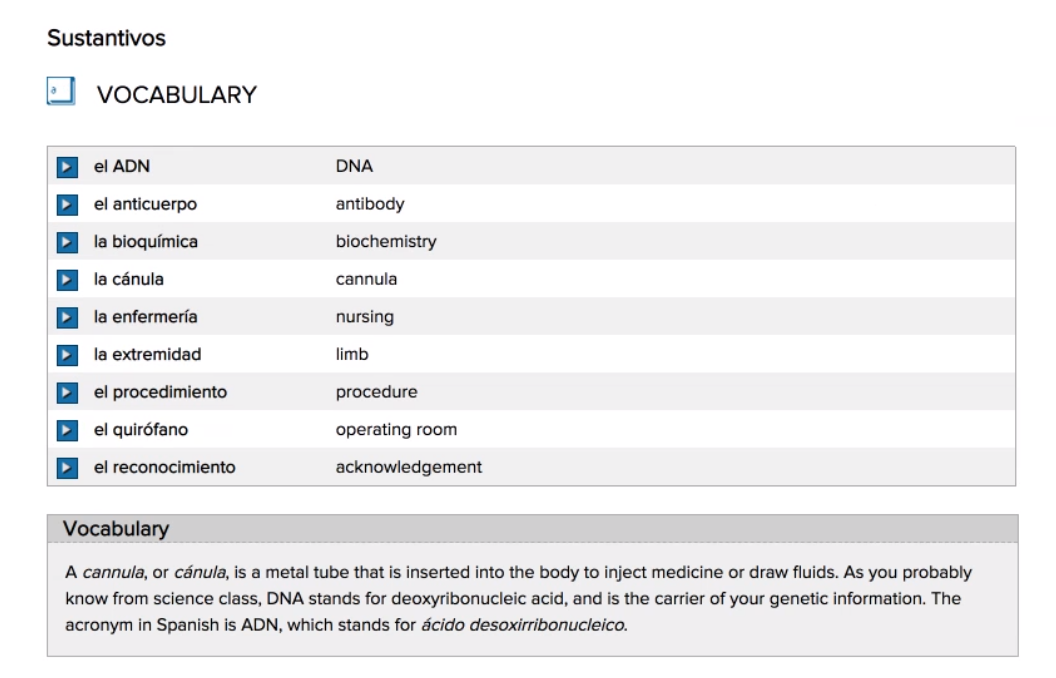 Sustantivos
VOCABULARY
el ADN DNA
el anticuerpo antibody
la bioquímica biochemistry
la cánula cannula
la enfermería nursing
la extremidad limb
el procedimiento procedure
el quirófano operating room
el reconocimiento acknowledgement
Vocabulary
A cannula, or cánula, is a metal tube that is inserted into the body to inject medicine or draw fluids. As you probably
know from science class, DNA stands for deoxyribonucleic acid, and is the carrier of your genetic information. The
acronym in Spanish is ADN, which stands for ácido desoxirribonucleico.